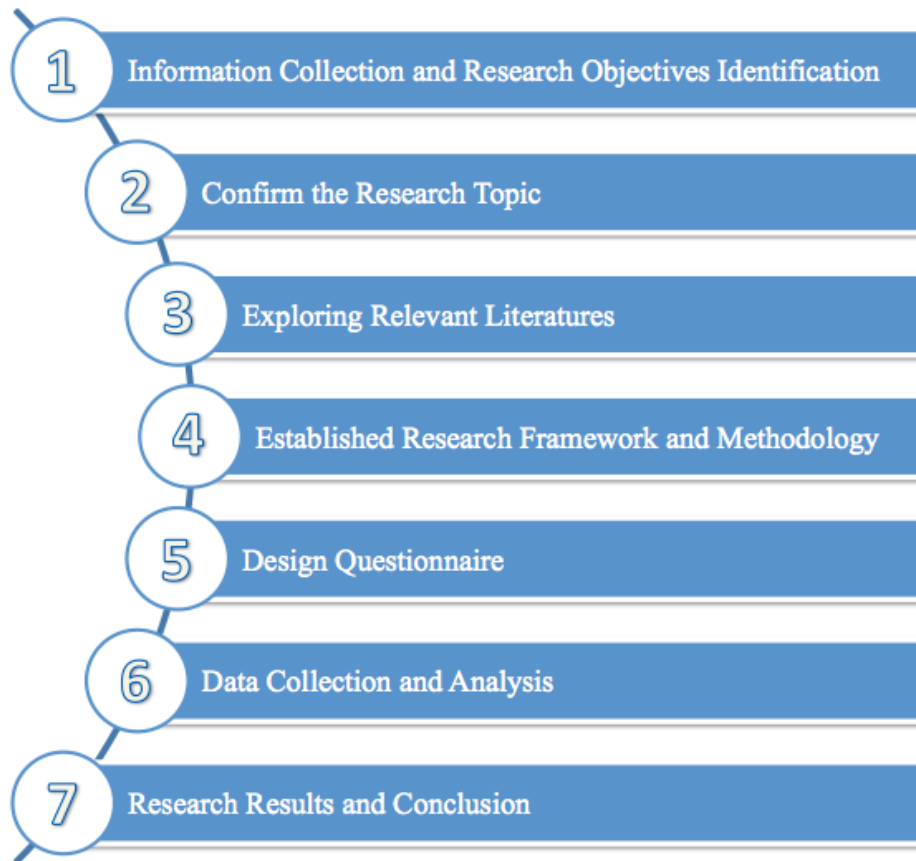 1 Information Collection and Research Objectives Identification
2 Confirm the Research Topic
3 Exploring Relevant Literatures
4 Established Research Framework and Methodology
5 Design Questionnaire
6 Data Collection and Analysis
7 Research Results and Conclusion